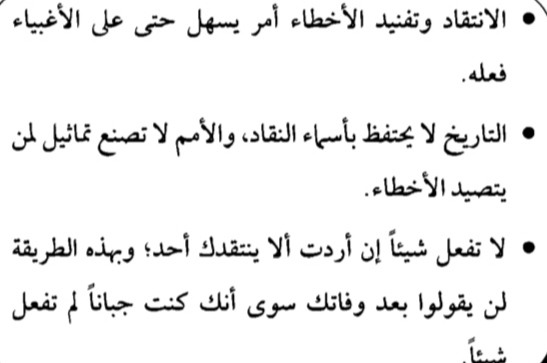 • الانتقاد وتفنيد الأخطاء أمر يسهل حتى على الأغبياء
فعله.
• التاريخ لا يحتفظ بأسماء النقاد، والأمم لا تصنع تماثيل لمن
يتصيد الأخطاء.
• لا تفعل شيئاً إن أردت ألا ينتقدك أحد؛ وبهذه الطريقة
لن يقولوا بعد وفاتك سوى أنك كنت جباناً لم تفعل
شيئاً.